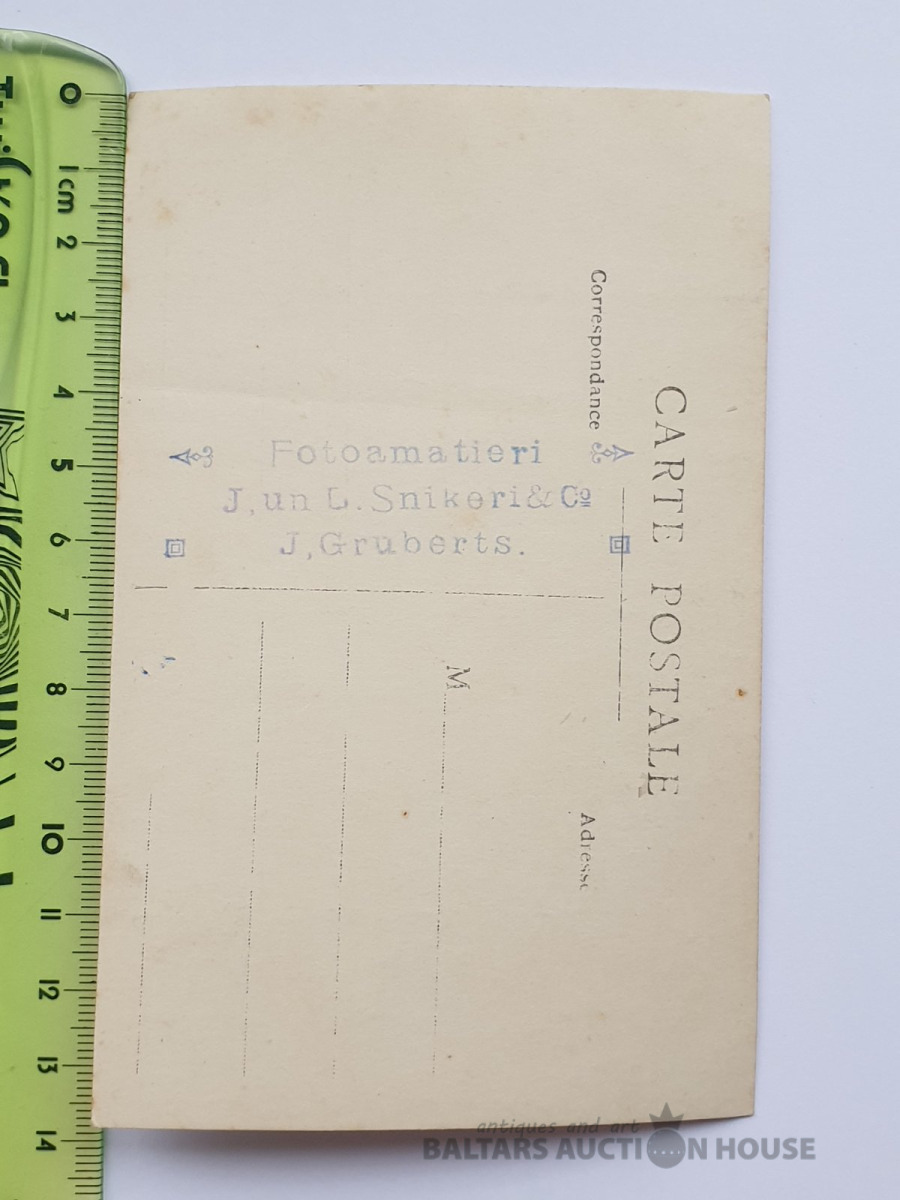 CARTE POSTALE
Correspondance
Adresse
M
Fotoamatieri
J,un L.Snikeri&Cº
J,Gruberts.
0
1cm
2
3
4
5
6
7
8
9
10
11
12
13
14
antiques and art
BALTARS AUCTION HOUSE